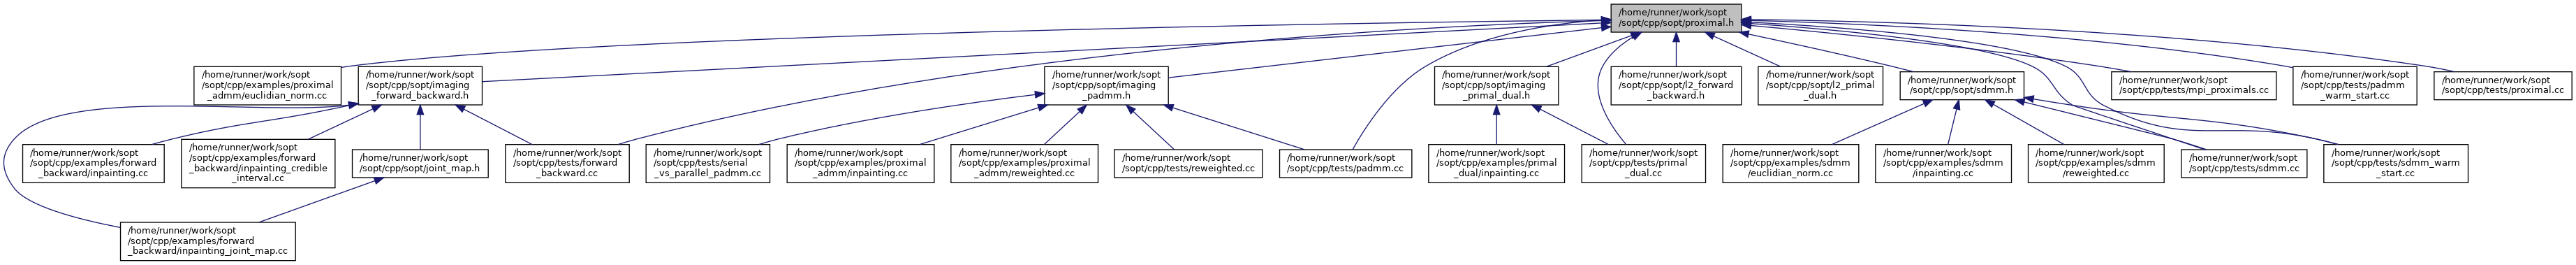 /home/runner/work/sopt
/sopt/cpp/sopt/proximal.h
/home/runner/work/sopt
/sopt/cpp/examples/proximal
_admm/euclidian_norm.cc
/home/runner/work/sopt
/sopt/cpp/sopt/imaging
_forward_backward.h
/home/runner/work/sopt
/sopt/cpp/sopt/imaging
_padmm.h
/home/runner/work/sopt
/sopt/cpp/sopt/imaging
_primal_dual.h
/home/runner/work/sopt
/sopt/cpp/sopt/l2_forward
_backward.h
/home/runner/work/sopt
/sopt/cpp/sopt/l2_primal
_dual.h
/home/runner/work/sopt
/sopt/cpp/sopt/sdmm.h
/home/runner/work/sopt
/sopt/cpp/tests/mpi_proximals.cc
/home/runner/work/sopt
/sopt/cpp/tests/padmm
_warm_start.cc
/home/runner/work/sopt
/sopt/cpp/tests/proximal.cc
/home/runner/work/sopt
/sopt/cpp/examples/forward
_backward/inpainting.cc
/home/runner/work/sopt
/sopt/cpp/examples/forward
_backward/inpainting_credible
_interval.cc
/home/runner/work/sopt
/sopt/cpp/sopt/joint_map.h
/home/runner/work/sopt
/sopt/cpp/tests/forward
_backward.cc
/home/runner/work/sopt
/sopt/cpp/tests/serial
_vs_parallel_padmm.cc
/home/runner/work/sopt
/sopt/cpp/examples/proximal
_admm/inpainting.cc
/home/runner/work/sopt
/sopt/cpp/examples/proximal
_admm/reweighted.cc
/home/runner/work/sopt
/sopt/cpp/tests/reweighted.cc
/home/runner/work/sopt
/sopt/cpp/tests/padmm.cc
/home/runner/work/sopt
/sopt/cpp/examples/primal
_dual/inpainting.cc
/home/runner/work/sopt
/sopt/cpp/tests/primal
_dual.cc
/home/runner/work/sopt
/sopt/cpp/examples/sdmm
/euclidian_norm.cc
/home/runner/work/sopt
/sopt/cpp/examples/sdmm
/inpainting.cc
/home/runner/work/sopt
/sopt/cpp/examples/sdmm
/reweighted.cc
/home/runner/work/sopt
/sopt/cpp/tests/sdmm.cc
/home/runner/work/sopt
/sopt/cpp/tests/sdmm_warm
_start.cc
/home/runner/work/sopt
/sopt/cpp/examples/forward
_backward/inpainting_joint_map.cc